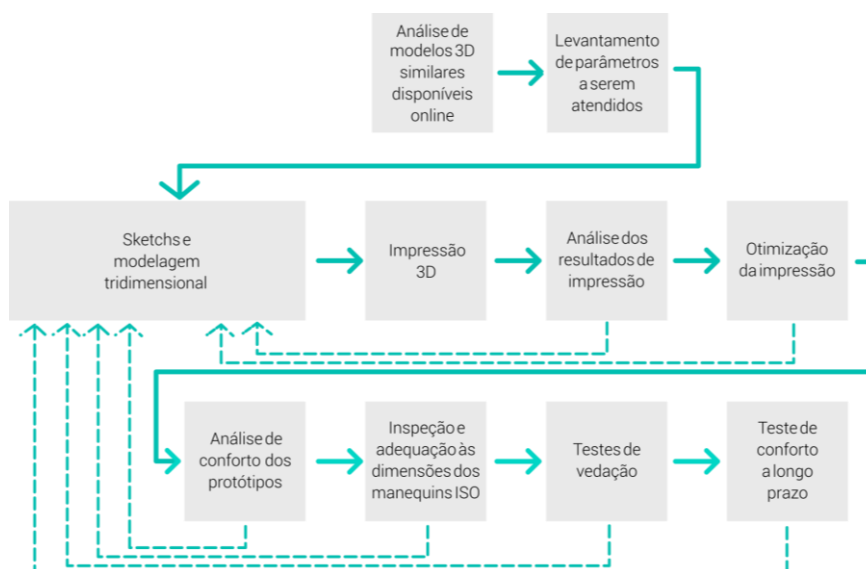 Análise de
modelos 3D
similares
disponíveis
online
Levantamento
de parâmetros
a serem
atendidos
Sketchs e
modelagem
tridimensional
Impressão
3D
Análise dos
resultados de
impressão
Otimização
da impressão
Análise de
conforto dos
protótipos
Inspeção e
adequação às
dimensões dos
manequins ISO
Testes de
vedação
Teste de
conforto
a longo
prazo